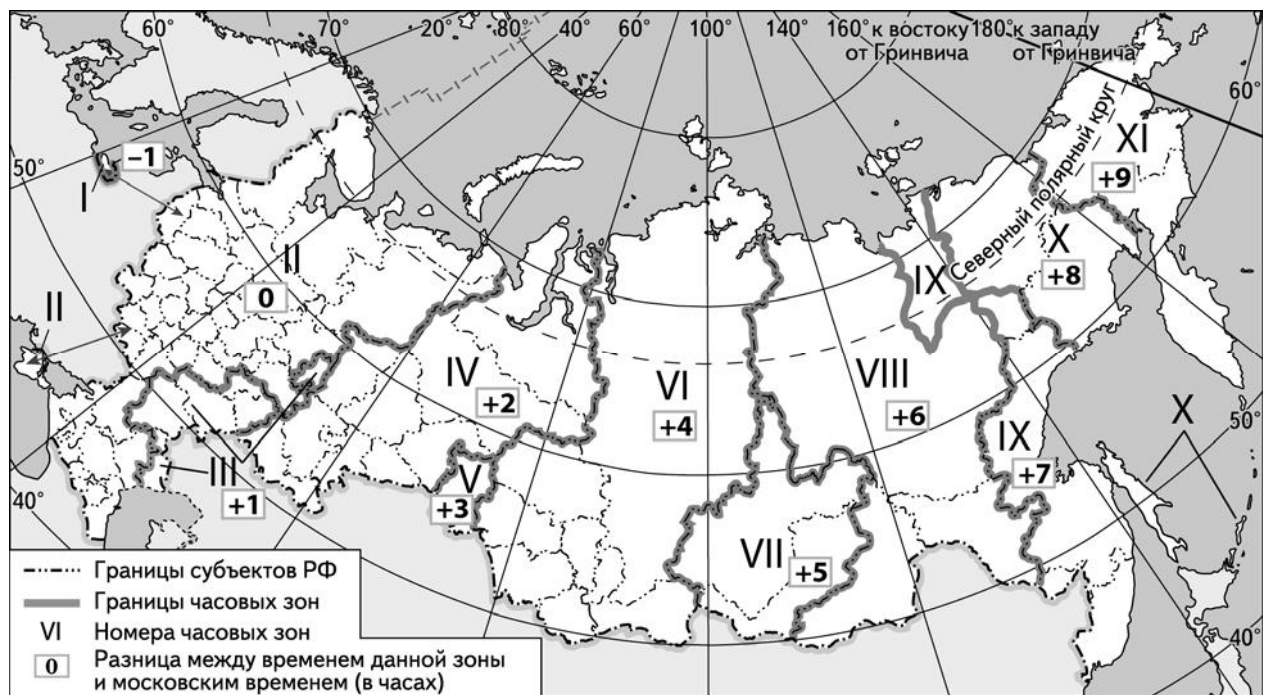 60° 70° 20° 40° 60° 80° 100° 120° 140° 160° к востоку 180° к западу
от Гринвича от Гринвича
60°
50°
–1
I
XI
+9
Северный полярный круг
II
0
X
+8
IX
II
IV
+2
VI
+4
VIII
+6
X
50°
IX
+7
V
+3
III
+1
40°
VII
+5
40°
Границы субъектов РФ
Границы часовых зон
VI Номера часовых зон
0 Разница между временем данной зоны
и московским временем (в часах)